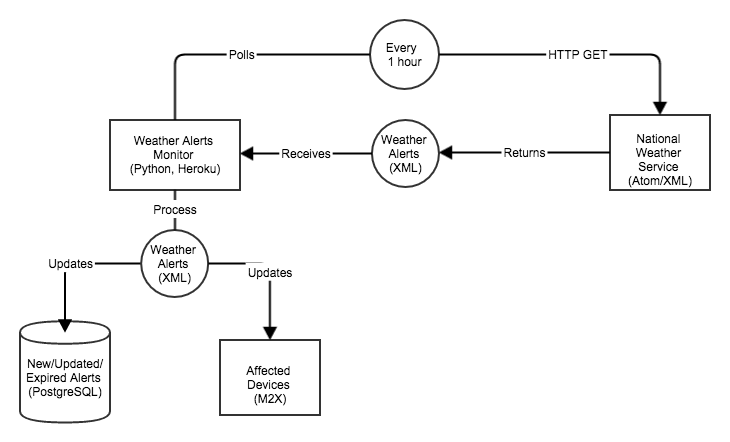 Polls
Every
1 hour
HTTP GET
Weather Alerts
Monitor
(Python, Heroku)
Receives
Weather
Alerts
(XML)
Returns
National
Weather
Service
(Atom/XML)
Process
Updates
Weather
Alerts
(XML)
Updates
New/Updated/
Expired Alerts
(PostgreSQL)
Affected
Devices
(M2X)